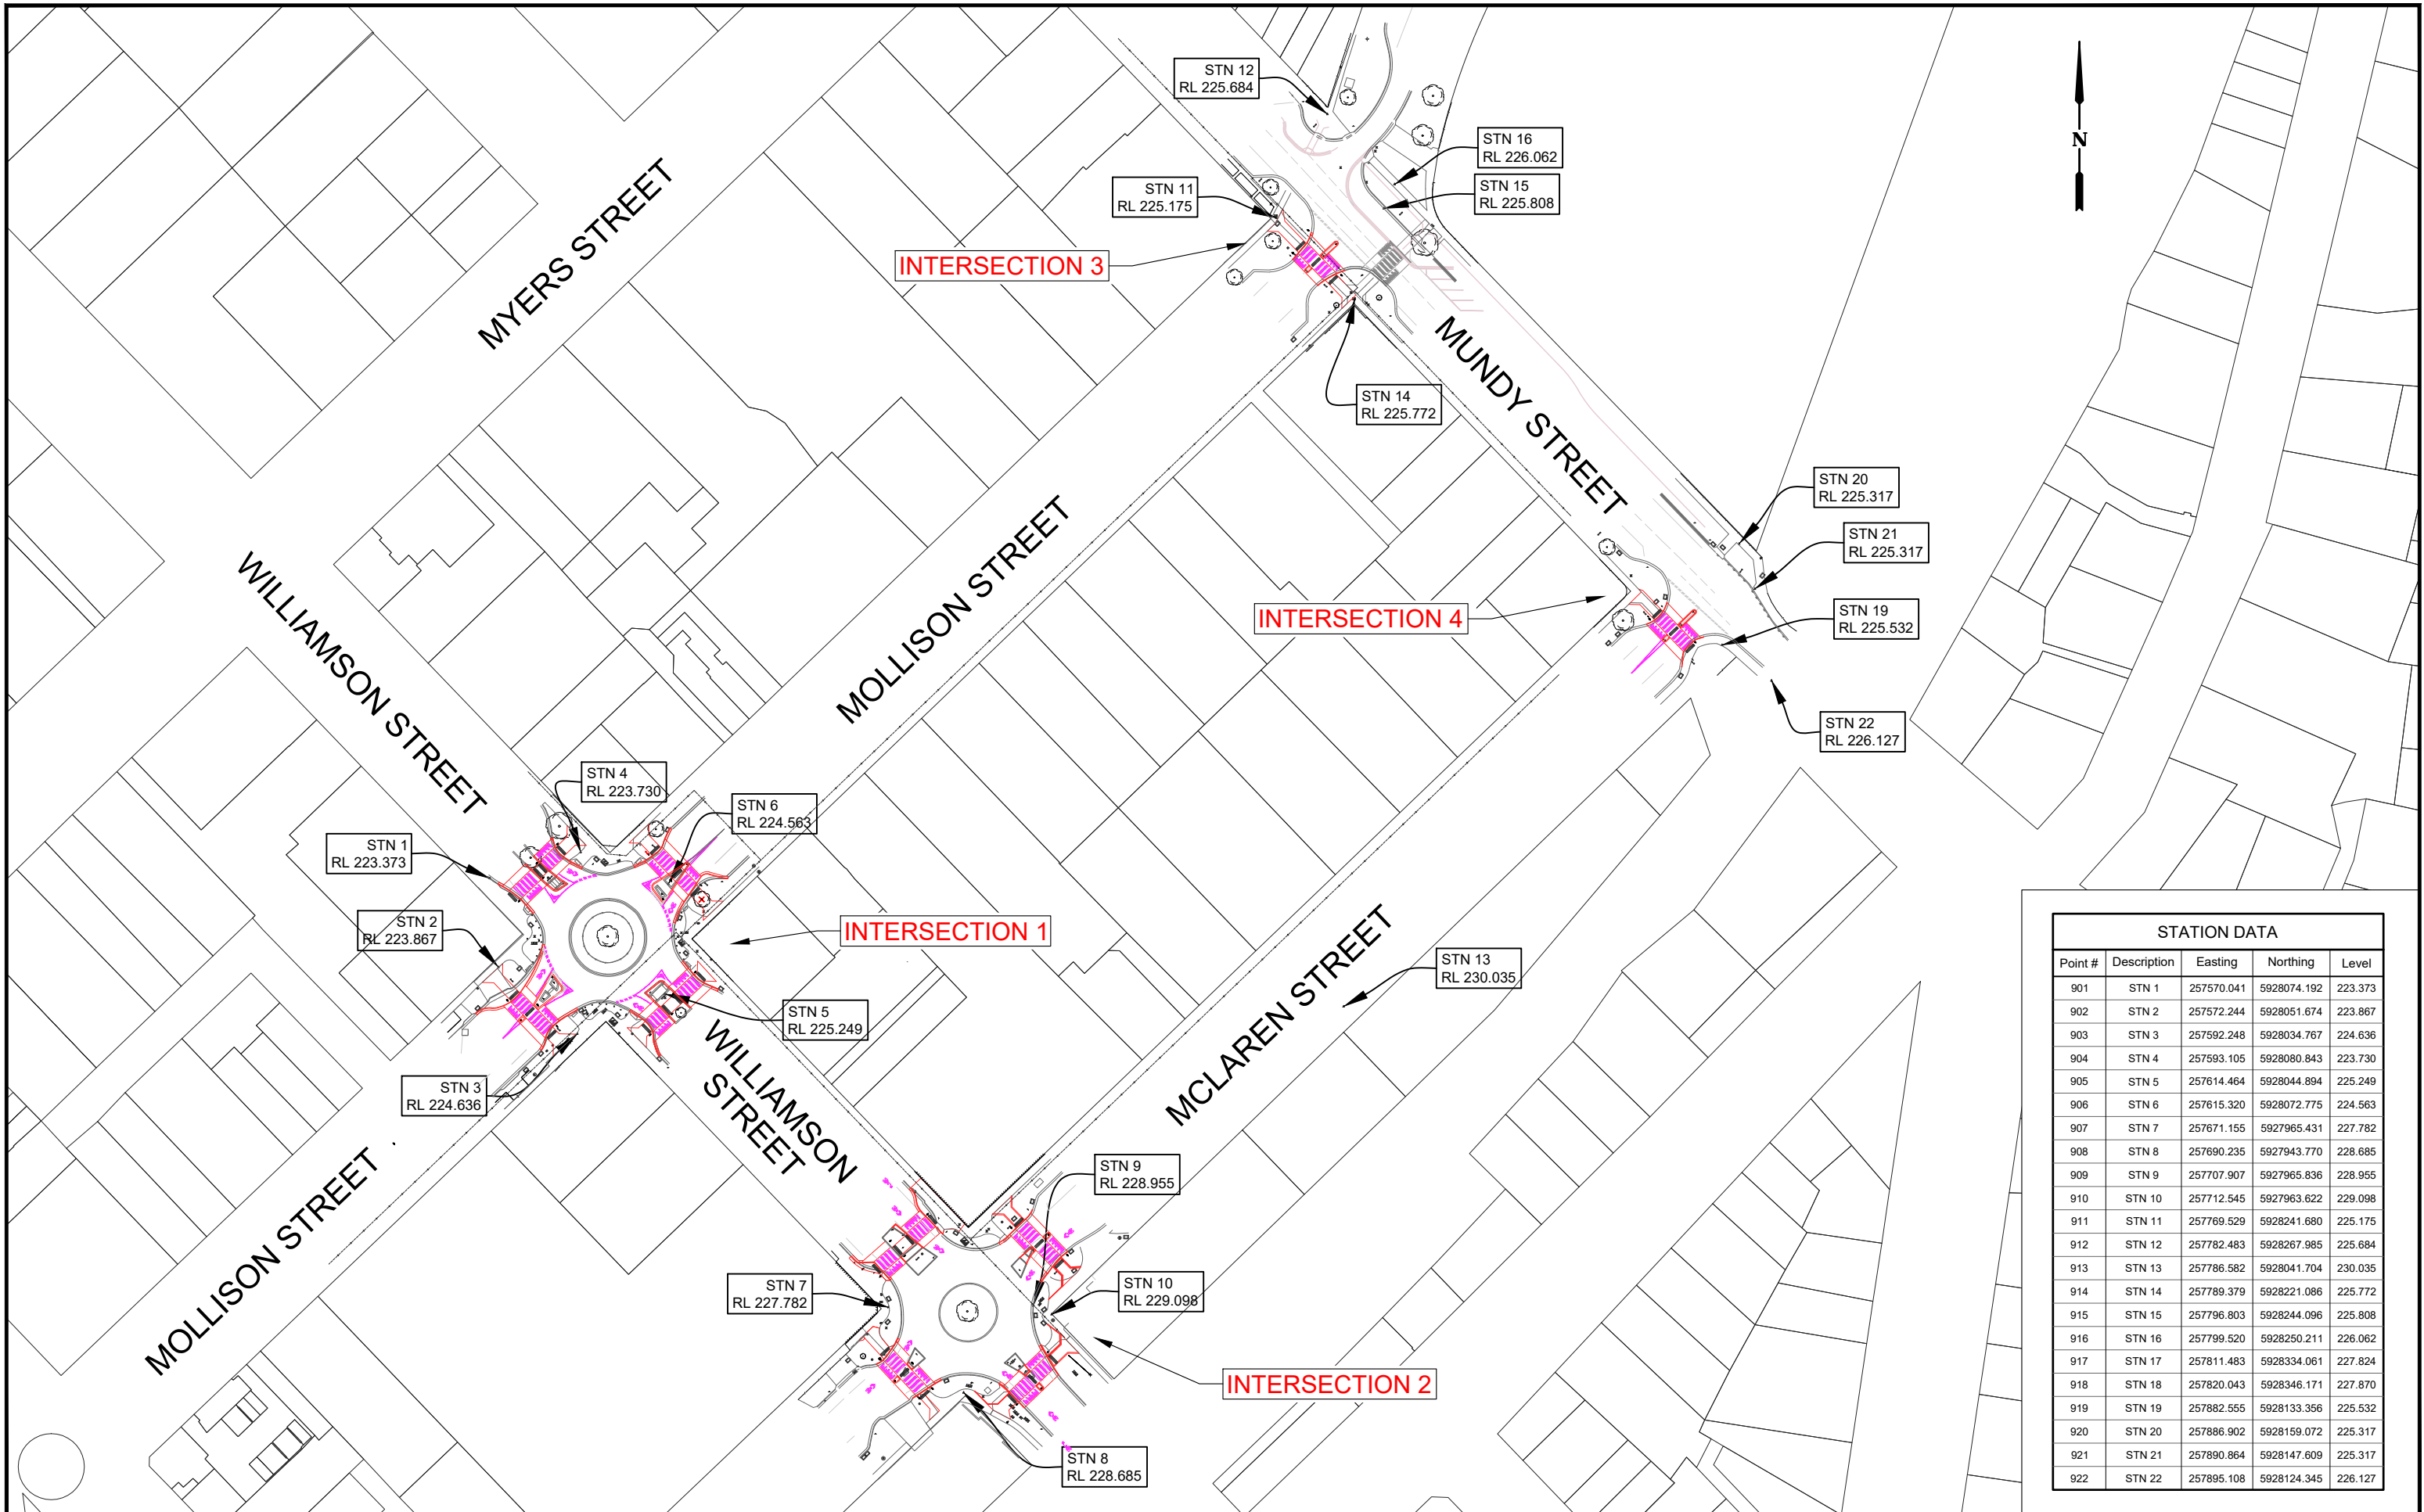 STN 12
RL 225.684
N
STN 16
RL 226.062
STN 15
RL 225.808
STN 11
RL 225.175
INTERSECTION 3
MYERS STREET
STN 14
RL 225.772
MUNDY STREET
STN 20
RL 225.317
STN 21
RL 225.317
STN 19
RL 225.532
INTERSECTION 4
STN 22
RL 226.127
WILLIAMSON STREET
MOLLISON STREET
STN 4
RL 223.730
STN 6
RL 224.563
STN 1
RL 223.373
STN 2
RL 223.867
INTERSECTION 1
STN 13
RL 230.035
MCLAREN STREET
STN 5
RL 225.249
WILLIAMSON
STREET
STN 3
RL 224.636
MOLLISON STREET
STN 9
RL 228.955
STN 7
RL 227.782
STN 10
RL 229.098
INTERSECTION 2
STN 8
RL 228.685
STATION DATA
Point # Description Easting Northing Level
901 STN 1 257570.041 5928074.192 223.373
902 STN 2 257572.244 5928051.674 223.867
903 STN 3 257592.248 5928034.767 224.636
904 STN 4 257593.105 5928080.843 223.730
905 STN 5 257614.464 5928044.894 225.249
906 STN 6 257615.320 5928072.775 224.563
907 STN 7 257671.155 5927965.431 227.782
908 STN 8 257690.235 5927943.770 228.685
909 STN 9 257707.907 5927965.836 228.955
910 STN 10 257712.545 5927963.622 229.098
911 STN 11 257769.529 5928241.680 225.175
912 STN 12 257782.483 5928267.985 225.684
913 STN 13 257786.582 5928041.704 230.035
914 STN 14 257789.379 5928221.086 225.772
915 STN 15 257796.803 5928244.096 225.808
916 STN 16 257799.520 5928250.211 226.062
917 STN 17 257811.483 5928334.061 227.824
918 STN 18 257820.043 5928346.171 227.870
919 STN 19 257882.555 5928133.356 225.532
920 STN 20 257886.902 5928159.072 225.317
921 STN 21 257890.864 5928147.609 225.317
922 STN 22 257895.108 5928124.345 226.127